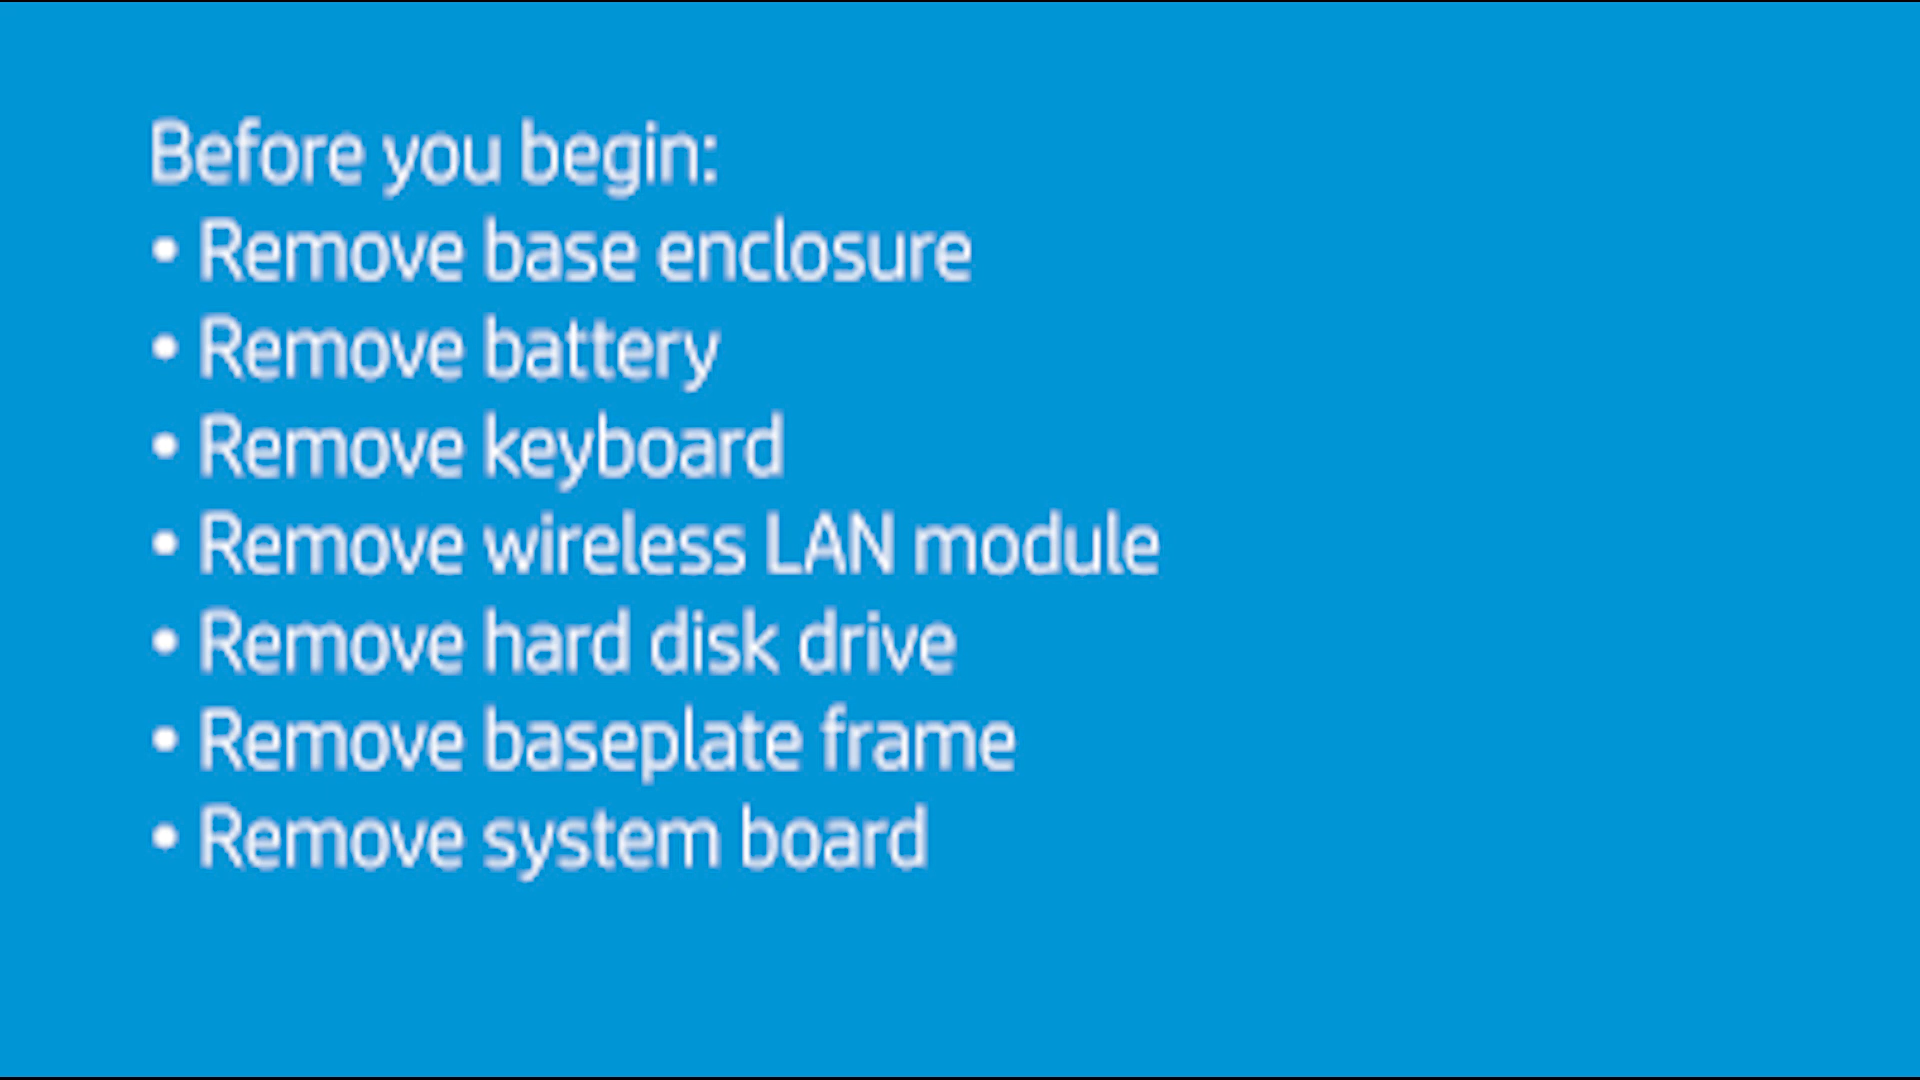 Before you begin:
• Remove base enclosure
• Remove battery
• Remove keyboard
• Remove wireless LAN module
• Remove hard disk drive
• Remove baseplate frame
• Remove system board